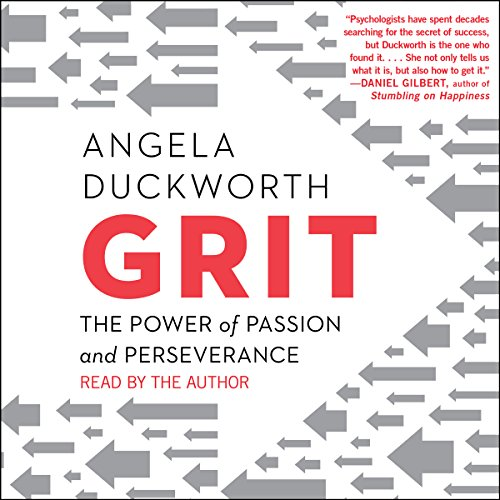 “Psychologists have spent decades
searching for the secret of success,
but Duckworth is the one who
found it. . . . She not only tells us
what it is, but also how to get it.”
—DANIEL GILBERT, author of
Stumbling on Happiness
ANGELA
DUCKWORTH
GRIT
THE POWER of PASSION
and PERSEVERANCE
READ BY THE AUTHOR